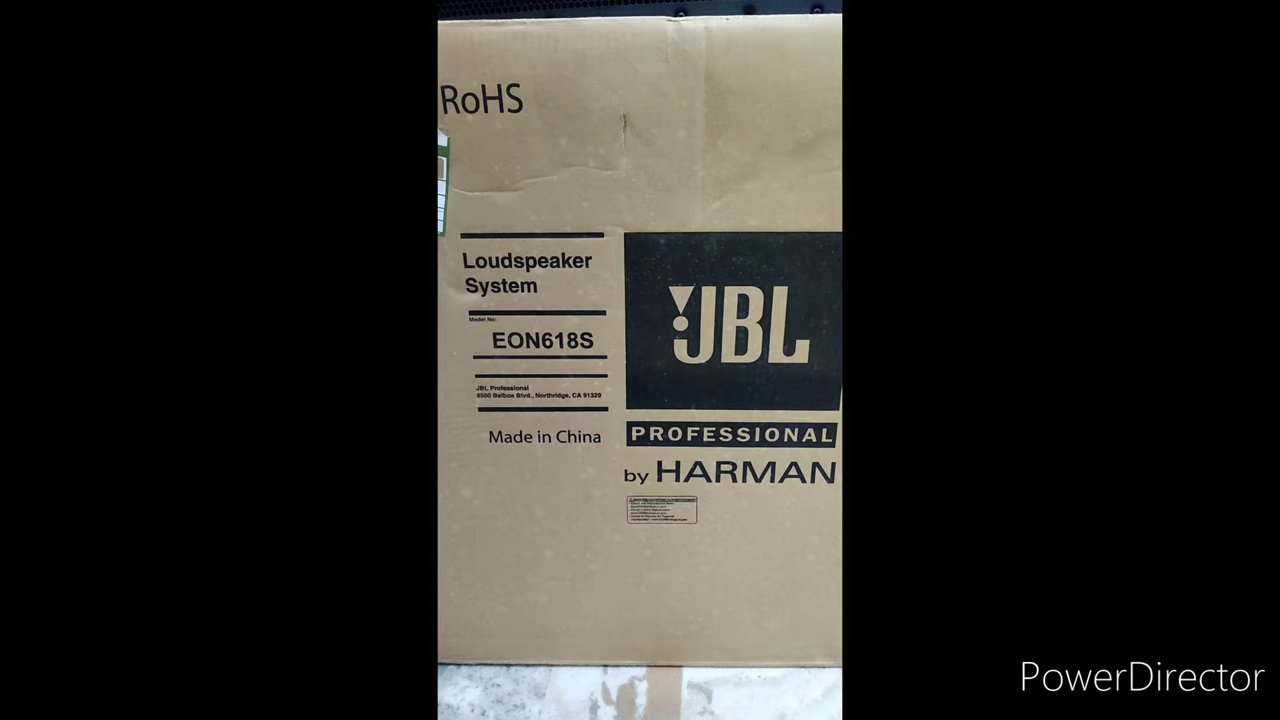 RoHS
Loudspeaker
System
Model No:
EON618S
JBL Professional
8500 Balboa Blvd., Northridge, CA 91329
Made in China
JBL
PROFESSIONAL
by HARMAN
PowerDirector